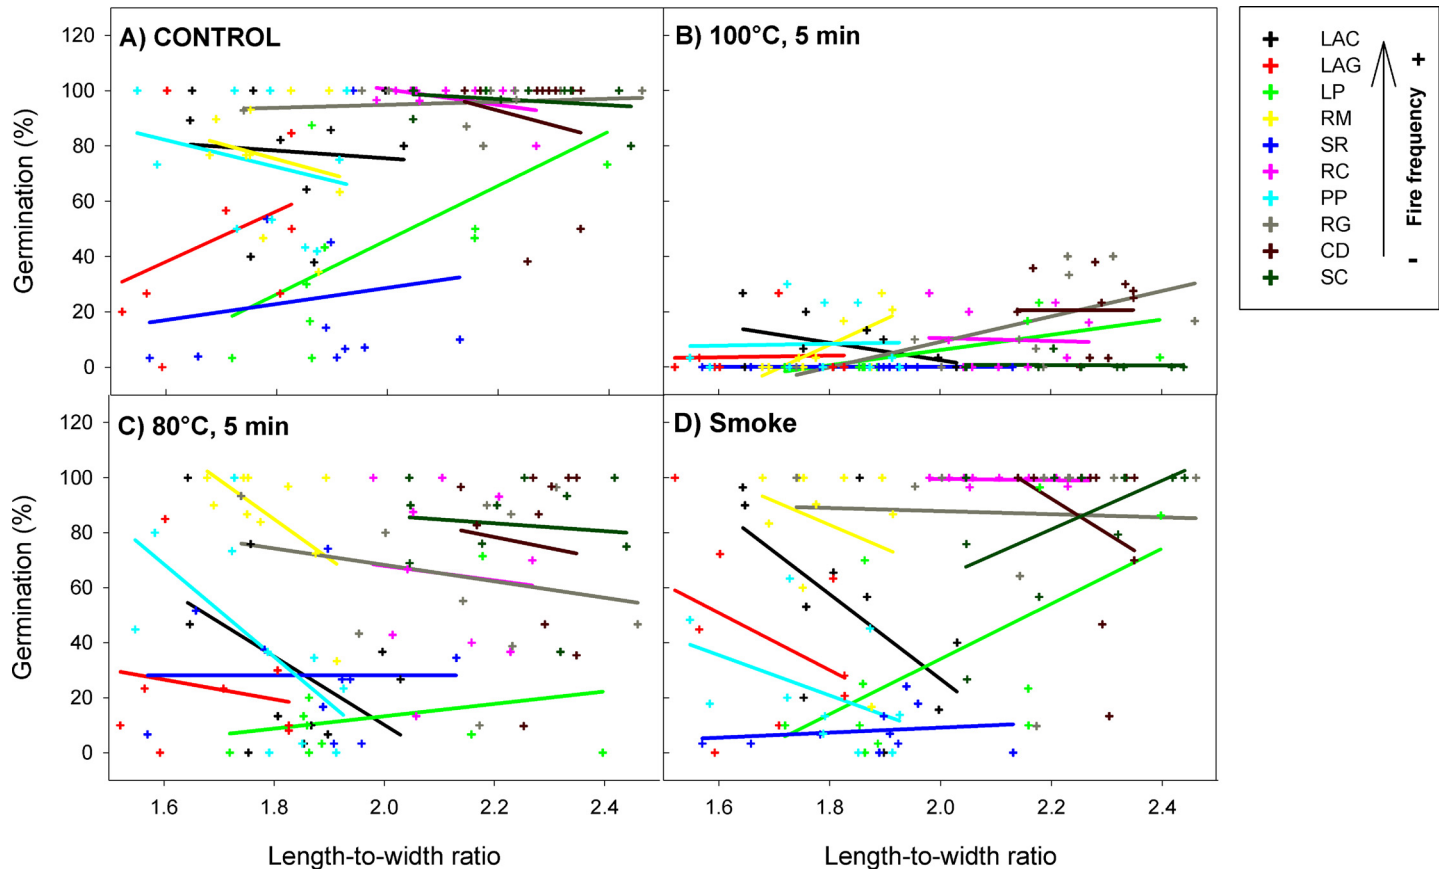 A) CONTROL
B) 100°C, 5 min
120
100
80
60
40
20
0
Germination (%)
LAC
LAG
LP
RM
SR
RC
PP
RG
CD
SC
+
Fire frequency
-
C) 80°C, 5 min
D) Smoke
120
100
80
60
40
20
0
Germination (%)
1.6 1.8 2.0 2.2 2.4
1.6 1.8 2.0 2.2 2.4
Length-to-width ratio
Length-to-width ratio